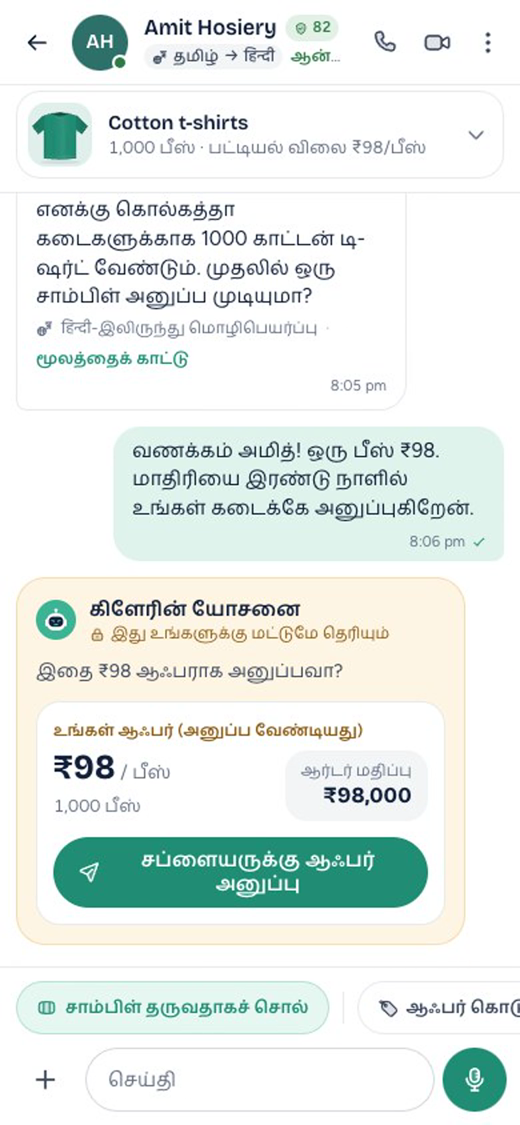 AH
Amit Hosiery
82
தமிழ் → हिंदी
ஆன்...
Cotton t-shirts
1,000 பீஸ் · பட்டியல் விலை ₹98/பீஸ்
எனக்கு கொல்கத்தா
கடைகளுக்காக 1000 காட்டன் டி-
ஷர்ட் வேண்டும். முதலில் ஒரு
சாம்பிள் அனுப்ப முடியுமா?
हिंदी-இலிருந்து மொழிபெயர்ப்பு ·
மூலத்தைக் காட்டு
8:05 pm
வணக்கம் அமித்! ஒரு பீஸ் ₹98.
மாதிரியை இரண்டு நாளில்
உங்கள் கடைக்கே அனுப்புகிறேன்.
8:06 pm
கிளேரின் யோசனை
இது உங்களுக்கு மட்டுமே தெரியும்
இதை ₹98 ஆஃபராக அனுப்பவா?
உங்கள் ஆஃபர் (அனுப்ப வேண்டியது)
₹98 / பீஸ்
1,000 பீஸ்
ஆர்டர் மதிப்பு
₹98,000
சப்ளையருக்கு ஆஃபர்
அனுப்பு
சாம்பிள் தருவதாகச் சொல்
ஆஃபர்
செய்தி